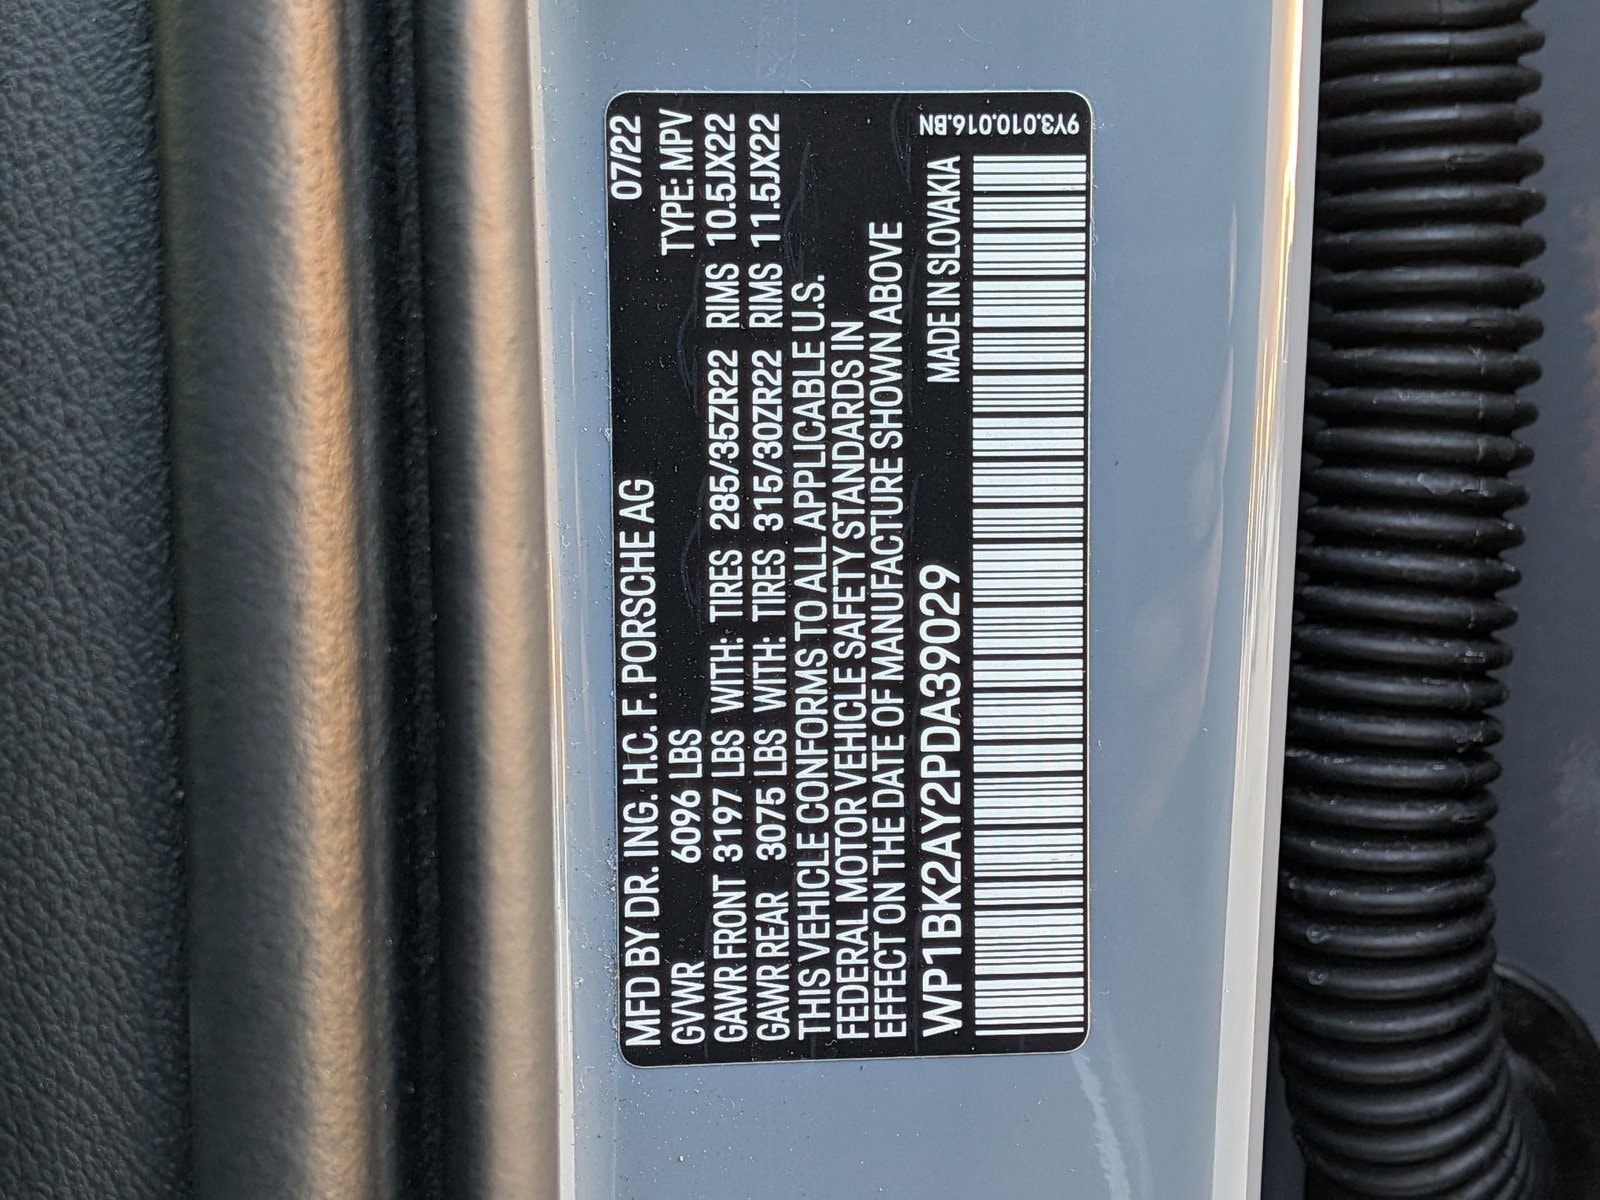 MFD BY DR. ING. H.C. F. PORSCHE AG 07/22
GVWR 6096 LBS TYPE: MPV
GAWR FRONT 3197 LBS WITH: TIRES 285/35ZR22 RIMS 10.5JX22
GAWR REAR 3075 LBS WITH: TIRES 315/30ZR22 RIMS 11.5JX22
THIS VEHICLE CONFORMS TO ALL APPLICABLE U.S.
FEDERAL MOTOR VEHICLE SAFETY STANDARDS IN
EFFECT ON THE DATE OF MANUFACTURE SHOWN ABOVE
WP1BK2AY2PDA39029 MADE IN SLOVAKIA
9Y3.010.016.BN